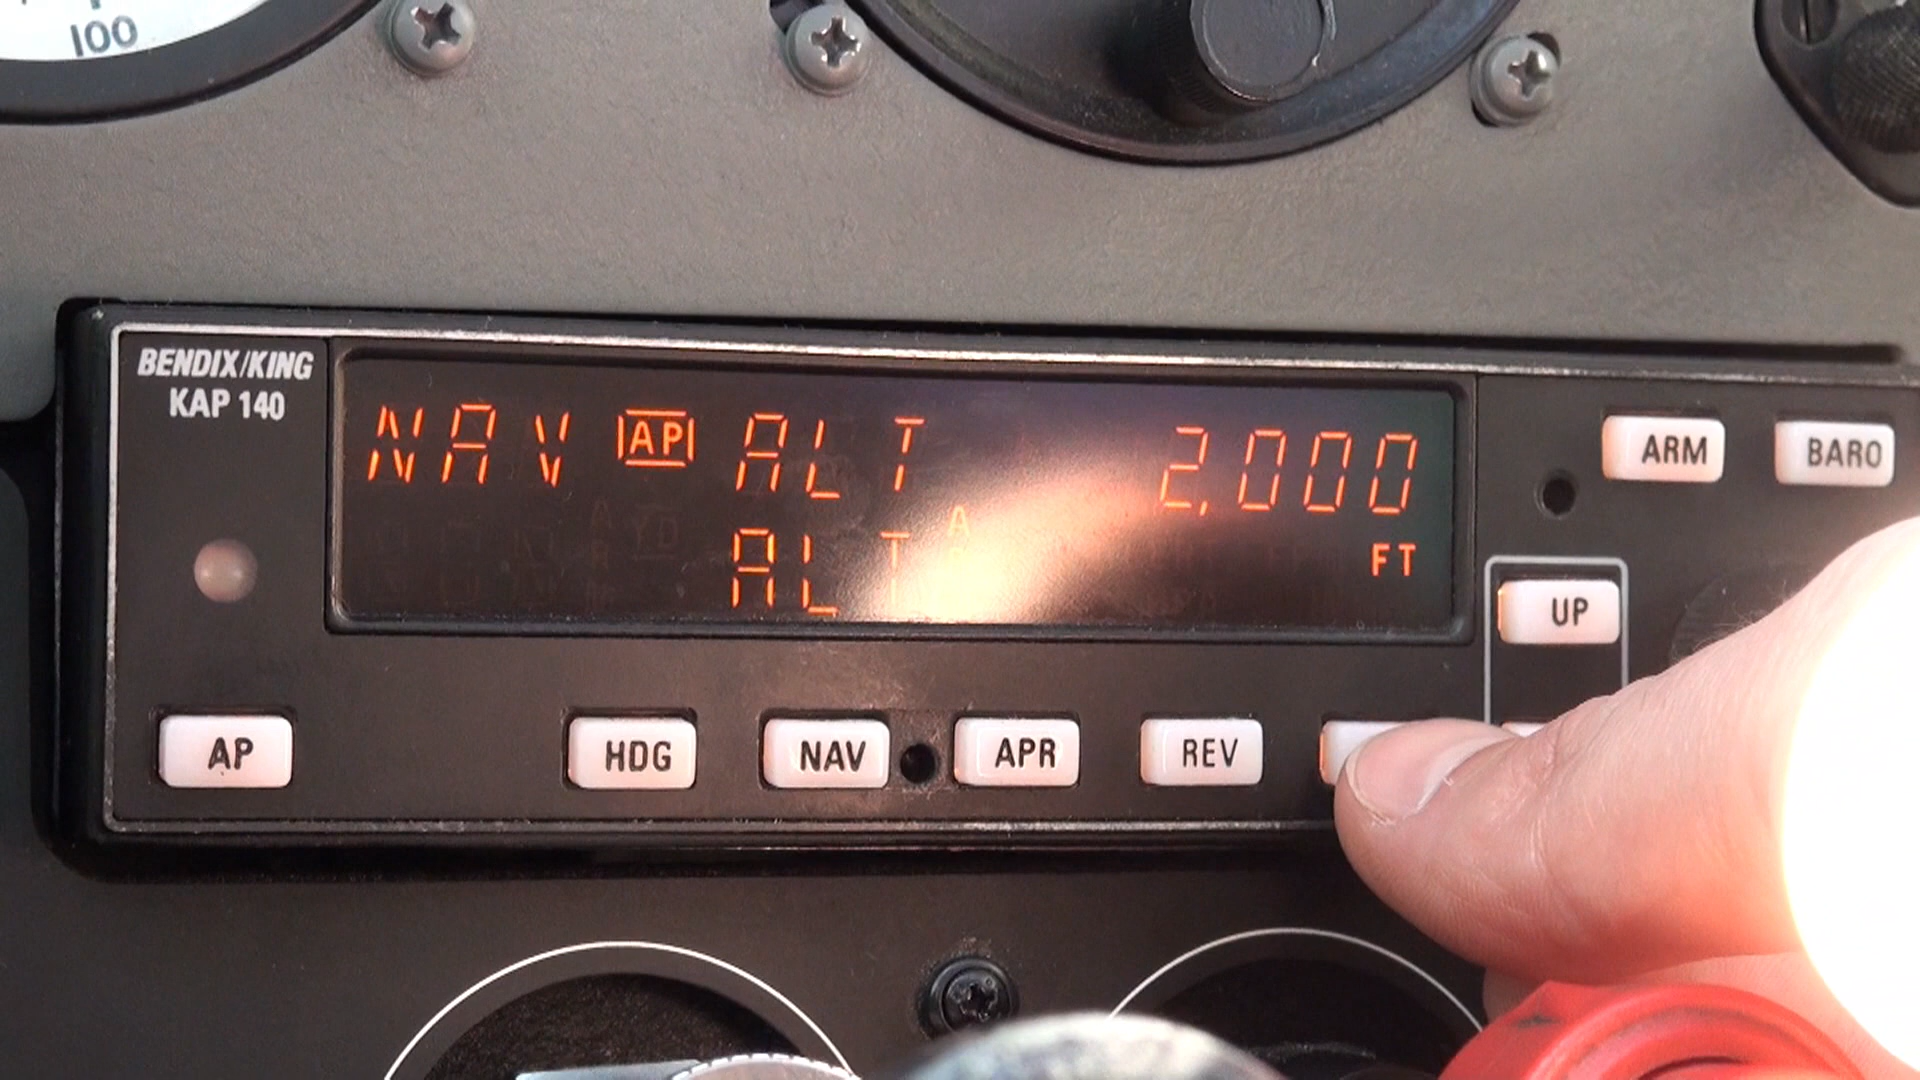 100
BENDIX/KING
KAP 140
NAV AP ALT 2,000
ALT A
FT
ARM BARO
UP
AP HDG NAV APR REV